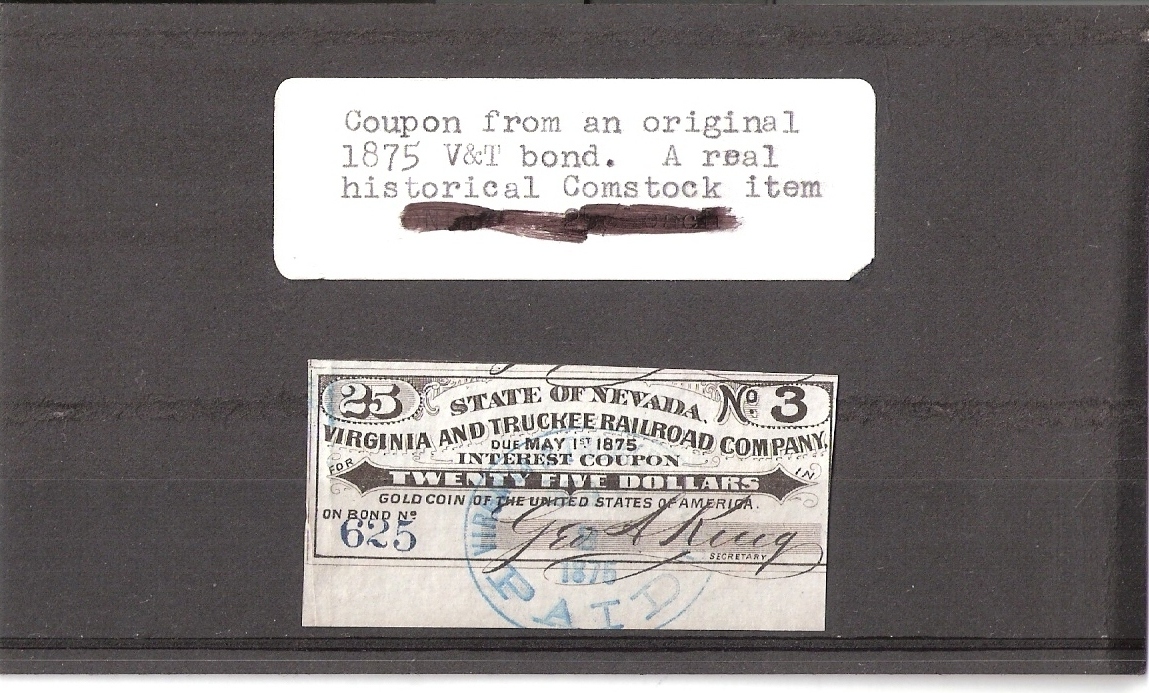 Coupon from an original
1875 V&T bond. A real
historical Comstock item
25 STATE OF NEVADA. No. 3
VIRGINIA AND TRUCKEE RAILROAD COMPANY.
DUE MAY 1ST 1875
INTEREST COUPON
FOR TWENTY FIVE DOLLARS IN
GOLD COIN OF THE UNITED STATES OF AMERICA.
ON BOND No
625
Geo A King
SECRETARY
1875
PAID